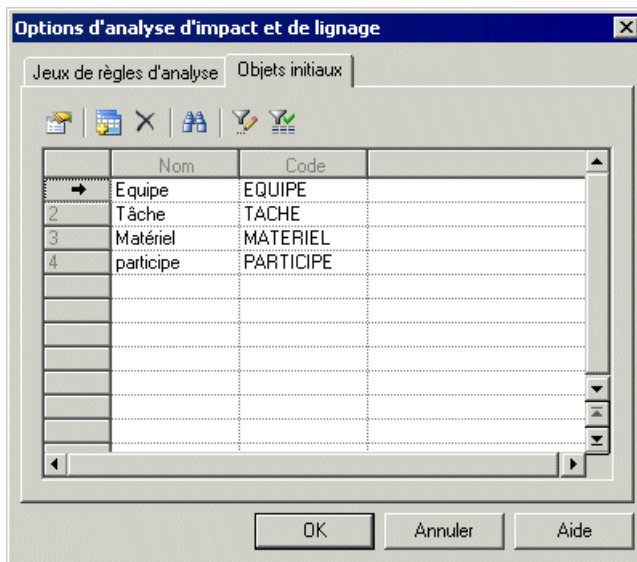 Options d'analyse d'impact et de lignage
Jeux de règles d'analyse Objets initiaux
Nom Code
Equipe EQUIPE
2 Tâche TACHE
3 Matériel MATERIEL
4 participe PARTICIPE
OK Annuler Aide